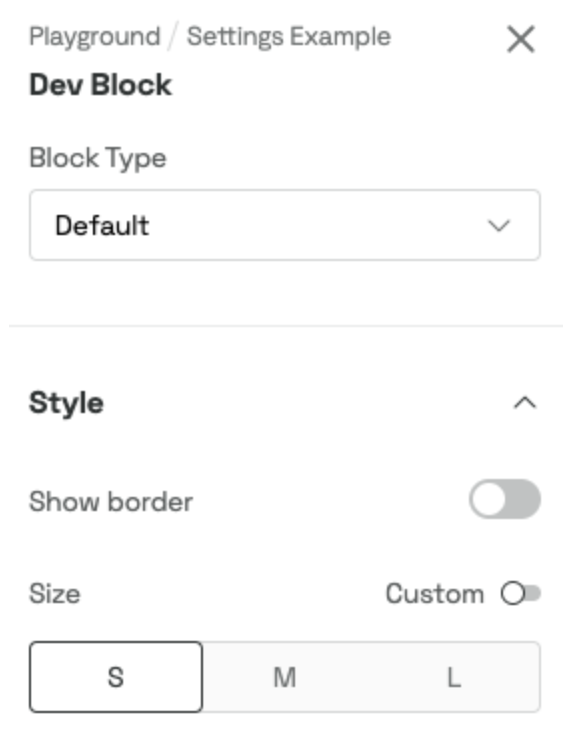 Playground / Settings Example
Dev Block
Block Type
Default
Style
Show border
Size Custom
S M L